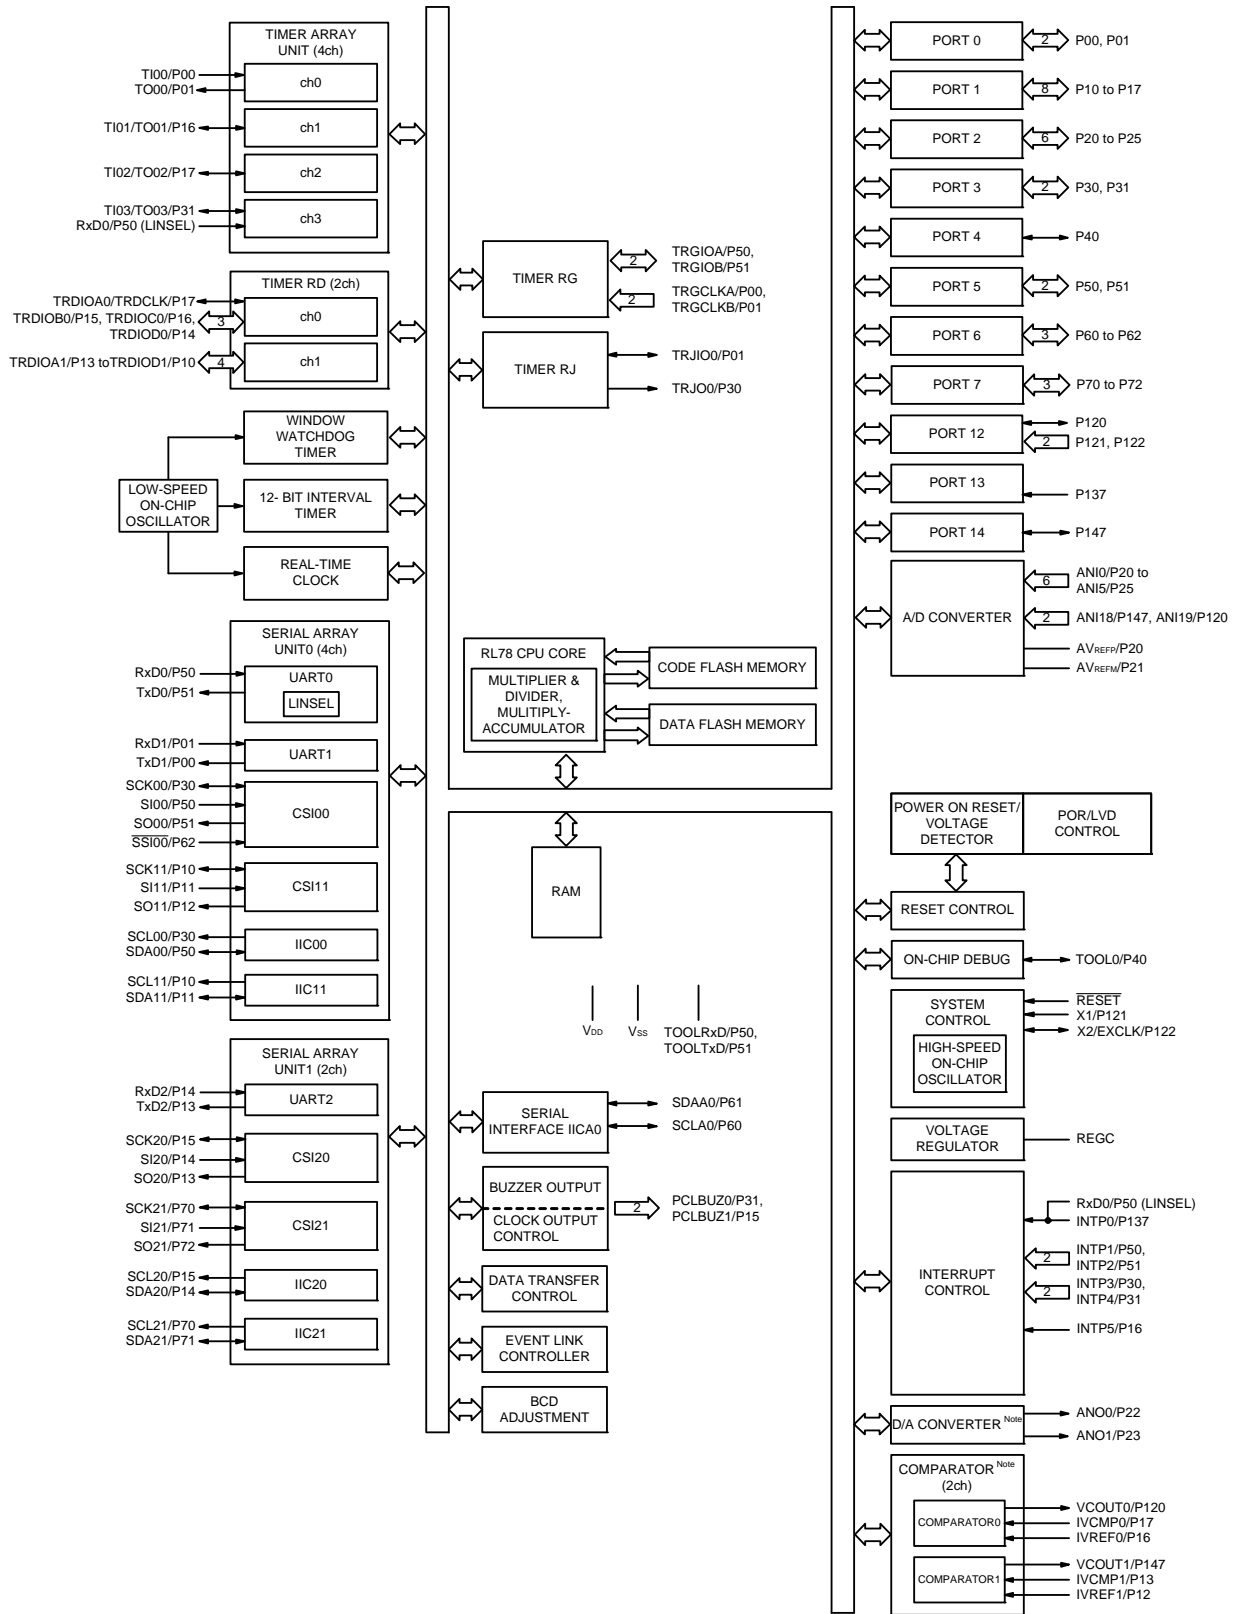 TIMER ARRAY
UNIT (4ch)
TI00/P00
TO00/P01
ch0
TI01/TO01/P16
ch1
TI02/TO02/P17
ch2
TI03/TO03/P31
RxD0/P50 (LINSEL)
ch3
TIMER RD (2ch)
TRDIOA0/TRDCLK/P17
TRDIOB0/P15, TRDIOC0/P16,
TRDIOD0/P14
3
ch0
TRDIOA1/P13 toTRDIOD1/P10
4
ch1
WINDOW
WATCHDOG
TIMER
LOW-SPEED
ON-CHIP
OSCILLATOR
12- BIT INTERVAL
TIMER
REAL-TIME
CLOCK
SERIAL ARRAY
UNIT0 (4ch)
RxD0/P50
TxD0/P51
UART0
LINSEL
RxD1/P01
TxD1/P00
UART1
SCK00/P30
SI00/P50
SO00/P51
SSI00/P62
CSI00
SCK11/P10
SI11/P11
SO11/P12
CSI11
SCL00/P30
SDA00/P50
IIC00
SCL11/P10
SDA11/P11
IIC11
SERIAL ARRAY
UNIT1 (2ch)
RxD2/P14
TxD2/P13
UART2
SCK20/P15
SI20/P14
SO20/P13
CSI20
SCK21/P70
SI21/P71
SO21/P72
CSI21
SCL20/P15
SDA20/P14
IIC20
SCL21/P70
SDA21/P71
IIC21
TIMER RG
2
TRGIOA/P50,
TRGIOB/P51
2
TRGCLKA/P00,
TRGCLKB/P01
TIMER RJ
TRJIO0/P01
TRJO0/P30
RL78 CPU CORE
MULTIPLIER &
DIVIDER,
MULITIPLY-
ACCUMULATOR
CODE FLASH MEMORY
DATA FLASH MEMORY
RAM
VDD
VSS
TOOLRxD/P50,
TOOLTxD/P51
SERIAL
INTERFACE IICA0
SDAA0/P61
SCLA0/P60
BUZZER OUTPUT
CLOCK OUTPUT
CONTROL
2
PCLBUZ0/P31,
PCLBUZ1/P15
DATA TRANSFER
CONTROL
EVENT LINK
CONTROLLER
BCD
ADJUSTMENT
PORT 0
2
P00, P01
PORT 1
8
P10 to P17
PORT 2
6
P20 to P25
PORT 3
2
P30, P31
PORT 4
P40
PORT 5
2
P50, P51
PORT 6
3
P60 to P62
PORT 7
3
P70 to P72
PORT 12
P120
2
P121, P122
PORT 13
P137
PORT 14
P147
A/D CONVERTER
6
ANI0/P20 to
ANI5/P25
2
ANI18/P147, ANI19/P120
AVREFP/P20
AVREFM/P21
POWER ON RESET/
VOLTAGE
DETECTOR
POR/LVD
CONTROL
RESET CONTROL
ON-CHIP DEBUG
TOOL0/P40
SYSTEM
CONTROL
HIGH-SPEED
ON-CHIP
OSCILLATOR
RESET
X1/P121
X2/EXCLK/P122
VOLTAGE
REGULATOR
REGC
INTERRUPT
CONTROL
RxD0/P50 (LINSEL)
INTP0/P137
2
INTP1/P50,
INTP2/P51
2
INTP3/P30,
INTP4/P31
INTP5/P16
D/A CONVERTER Note
ANO0/P22
ANO1/P23
COMPARATOR Note
(2ch)
COMPARATOR0
VCOUT0/P120
IVCMP0/P17
IVREF0/P16
COMPARATOR1
VCOUT1/P147
IVCMP1/P13
IVREF1/P12